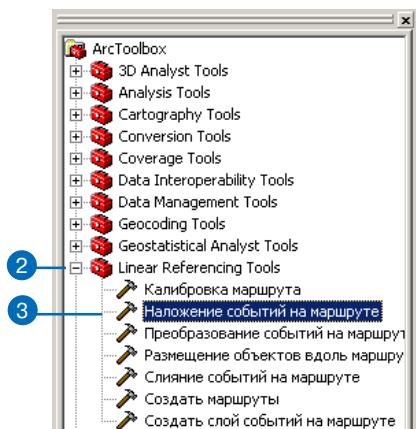 ArcToolbox
3D Analyst Tools
Analysis Tools
Cartography Tools
Conversion Tools
Coverage Tools
Data Interoperability Tools
Data Management Tools
Geocoding Tools
Geostatistical Analyst Tools
2 Linear Referencing Tools
Калибровка маршрута
3 Наложение событий на маршруте
Преобразование событий на маршрут
Размещение объектов вдоль маршру
Слияние событий на маршруте
Создать маршруты
Создать слой событий на маршруте